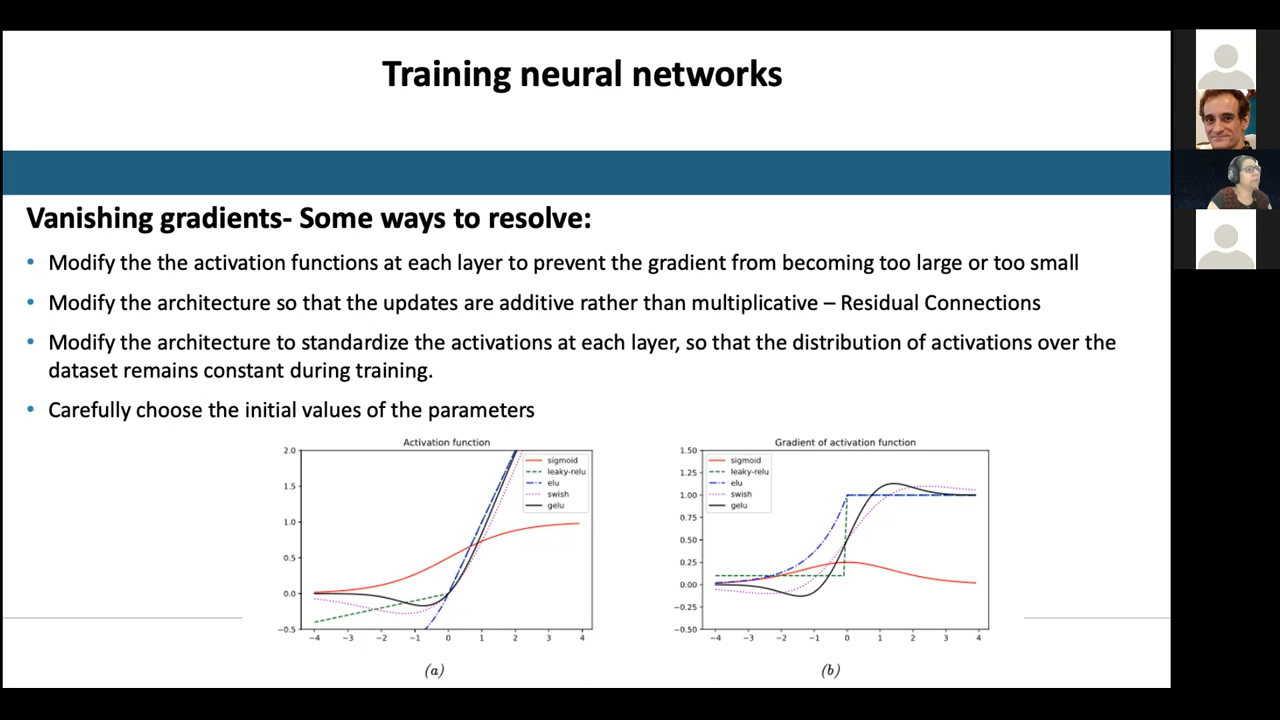 Training neural networks
Vanishing gradients- Some ways to resolve:
• Modify the the activation functions at each layer to prevent the gradient from becoming too large or too small
• Modify the architecture so that the updates are additive rather than multiplicative – Residual Connections
• Modify the architecture to standardize the activations at each layer, so that the distribution of activations over the
dataset remains constant during training.
• Carefully choose the initial values of the parameters
Activation function
2.0
1.5
1.0
0.5
0.0
−0.5
−4 −3 −2 −1 0 1 2 3 4
sigmoid
leaky-relu
elu
swish
gelu
(a)
Gradient of activation function
1.50
1.25
1.00
0.75
0.50
0.25
0.00
−0.25
−0.50
−4 −3 −2 −1 0 1 2 3 4
sigmoid
leaky-relu
elu
swish
gelu
(b)